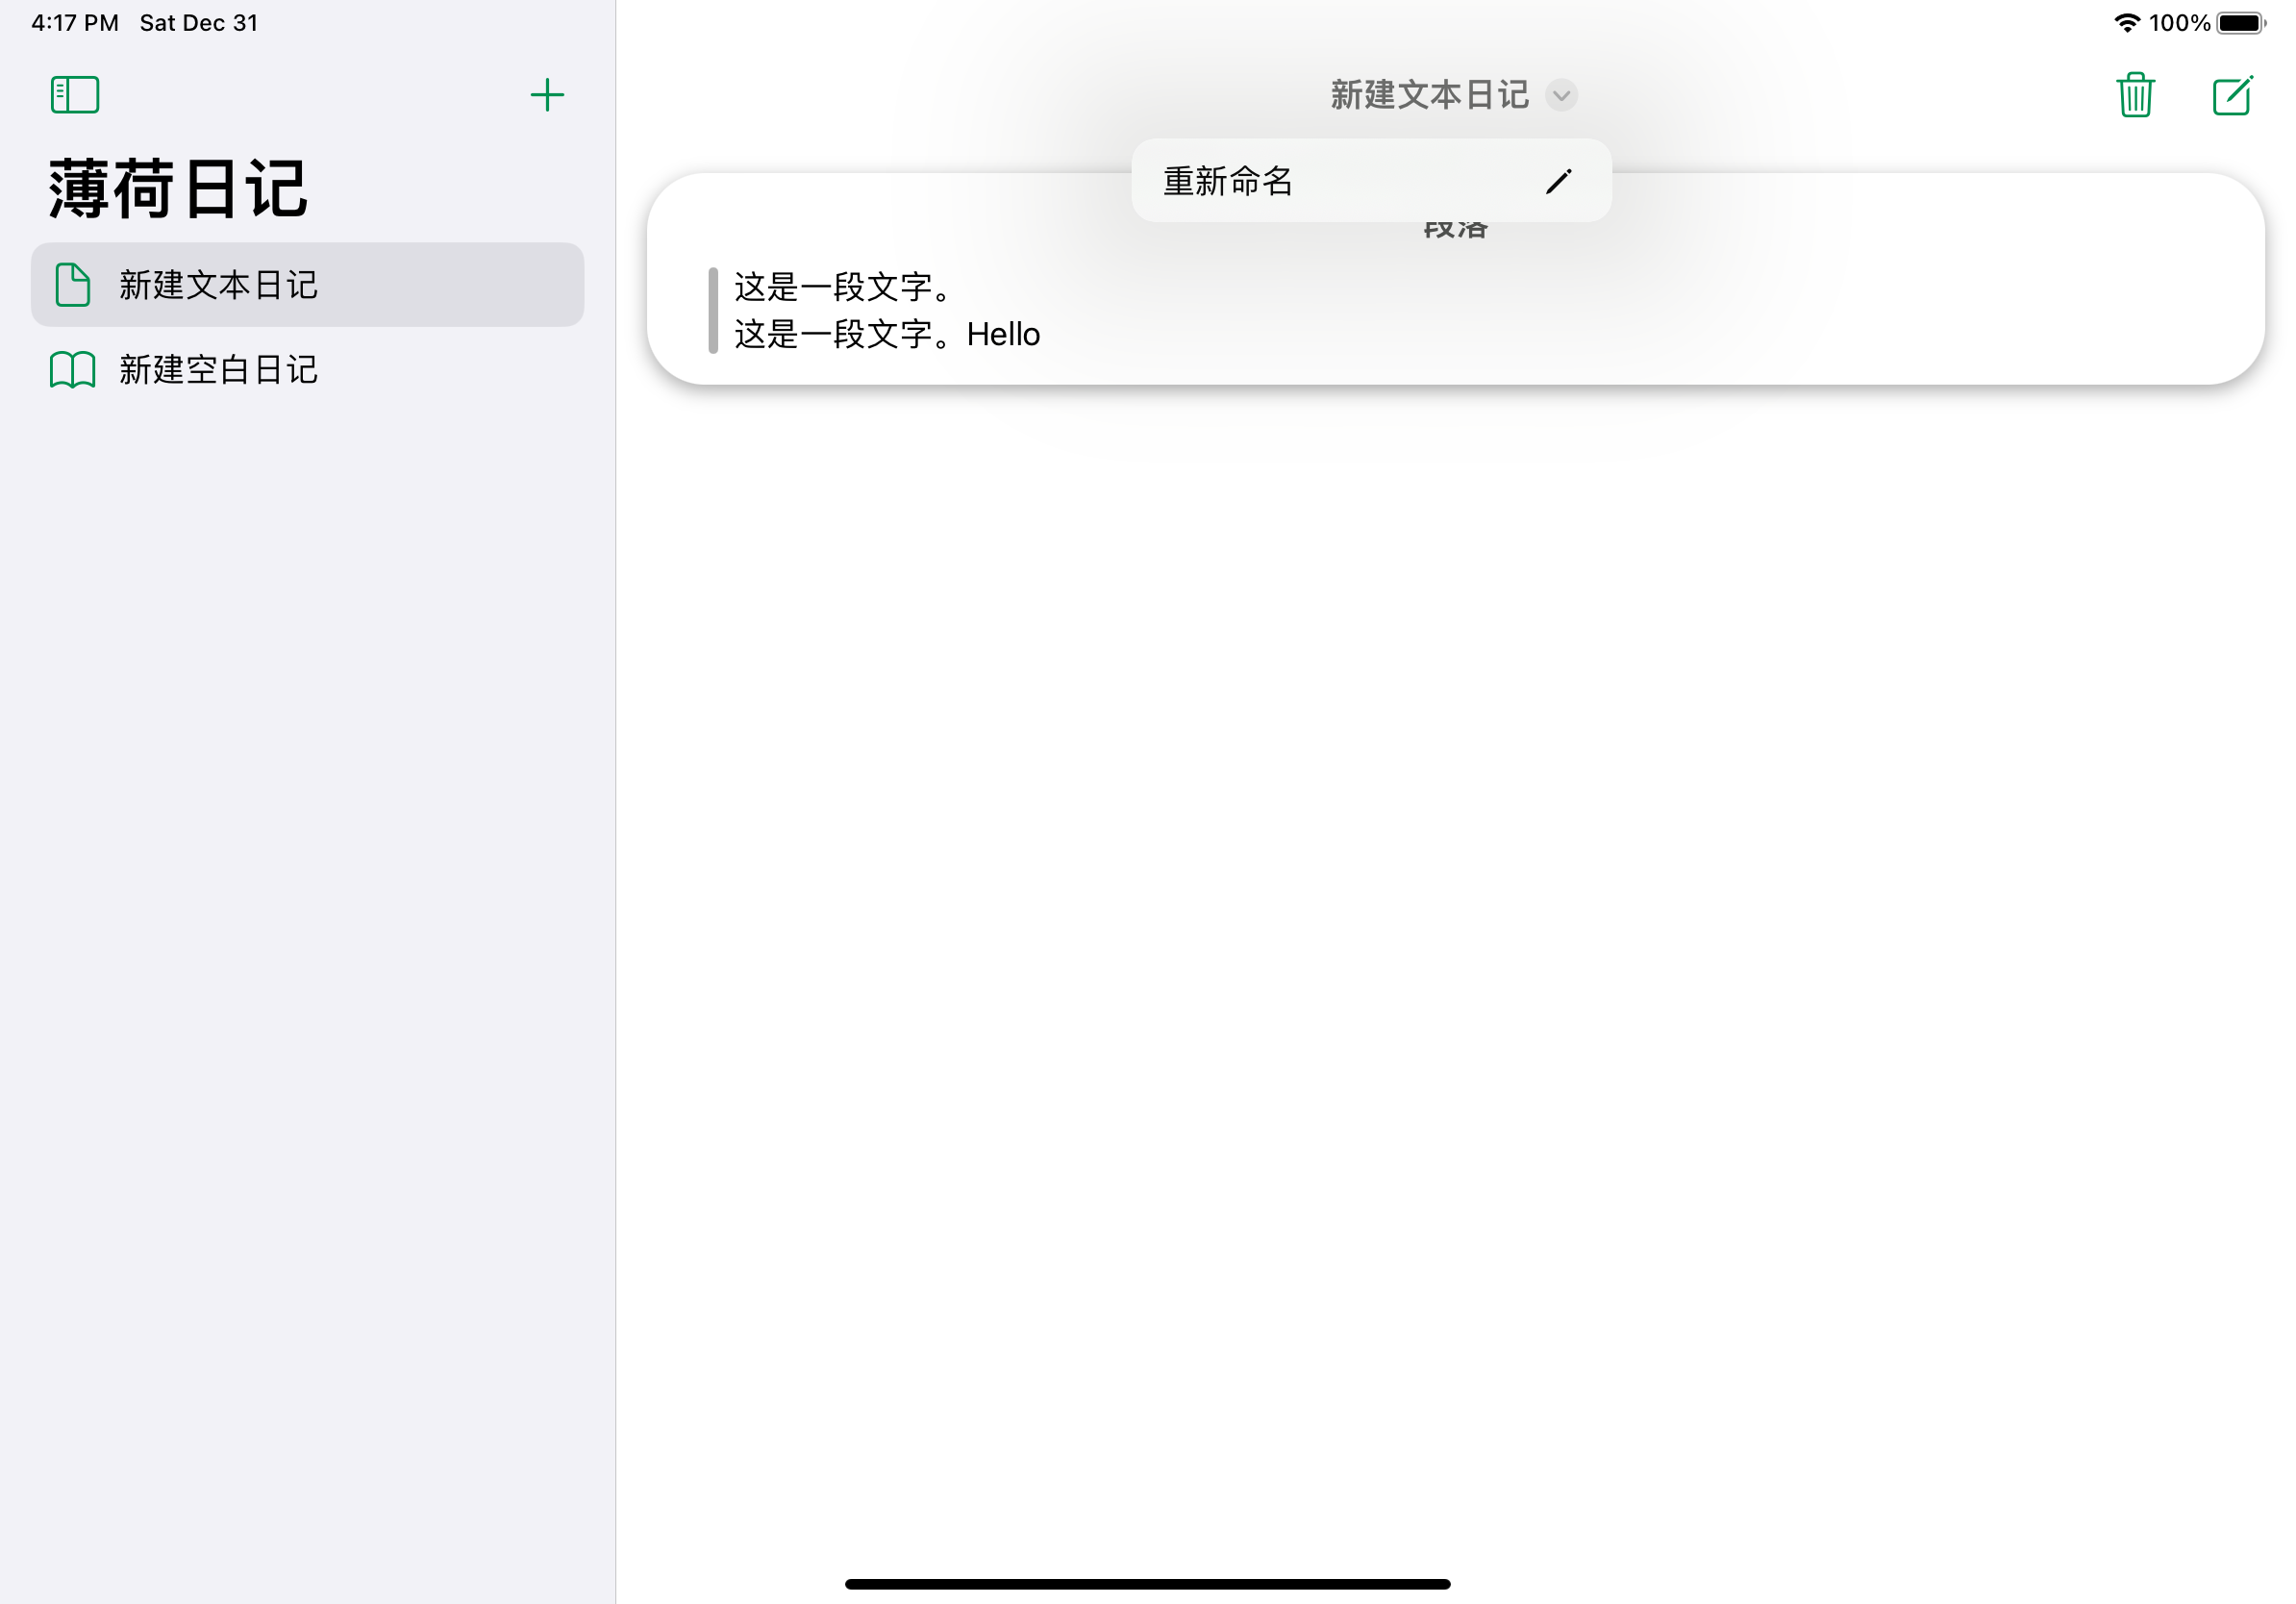 4:17 PM Sat Dec 31
100%
薄荷日记
新建文本日记
新建空白日记
新建文本日记
重新命名
段落
这是一段文字。
这是一段文字。Hello